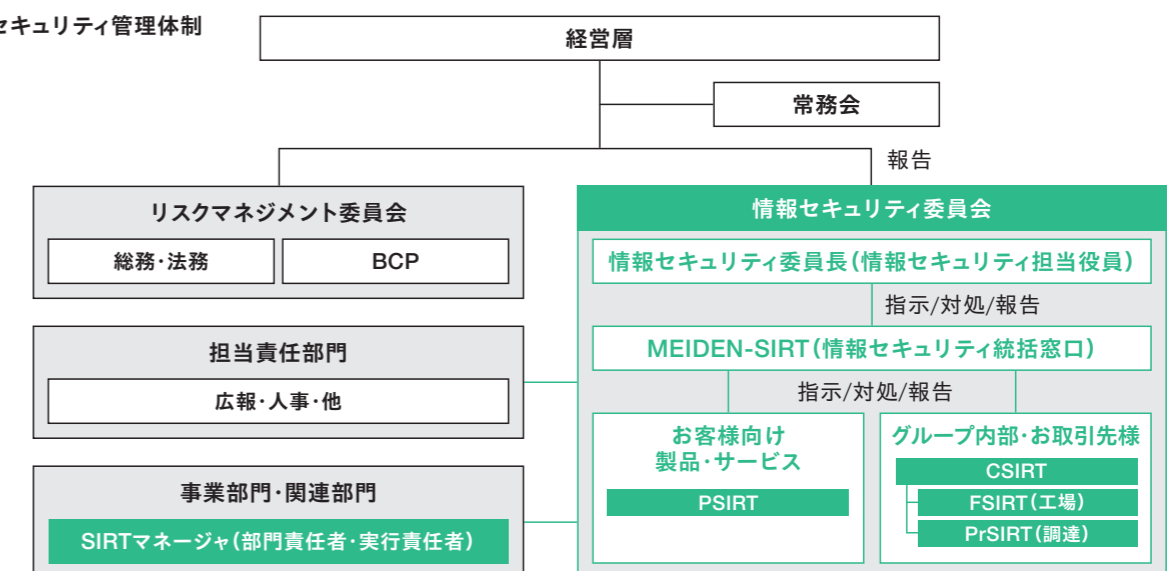 セキュリティ管理体制
経営層
常務会
報告
リスクマネジメント委員会
総務・法務
BCP
担当責任部門
広報・人事・他
事業部門・関連部門
SIRTマネージャ(部門責任者・実行責任者)
情報セキュリティ委員会
情報セキュリティ委員長(情報セキュリティ担当役員)
指示/対処/報告
MEIDEN-SIRT(情報セキュリティ統括窓口)
指示/対処/報告
お客様向け
製品・サービス
PSIRT
グループ内部・お取引先様
CSIRT
FSIRT(工場)
PrSIRT(調達)